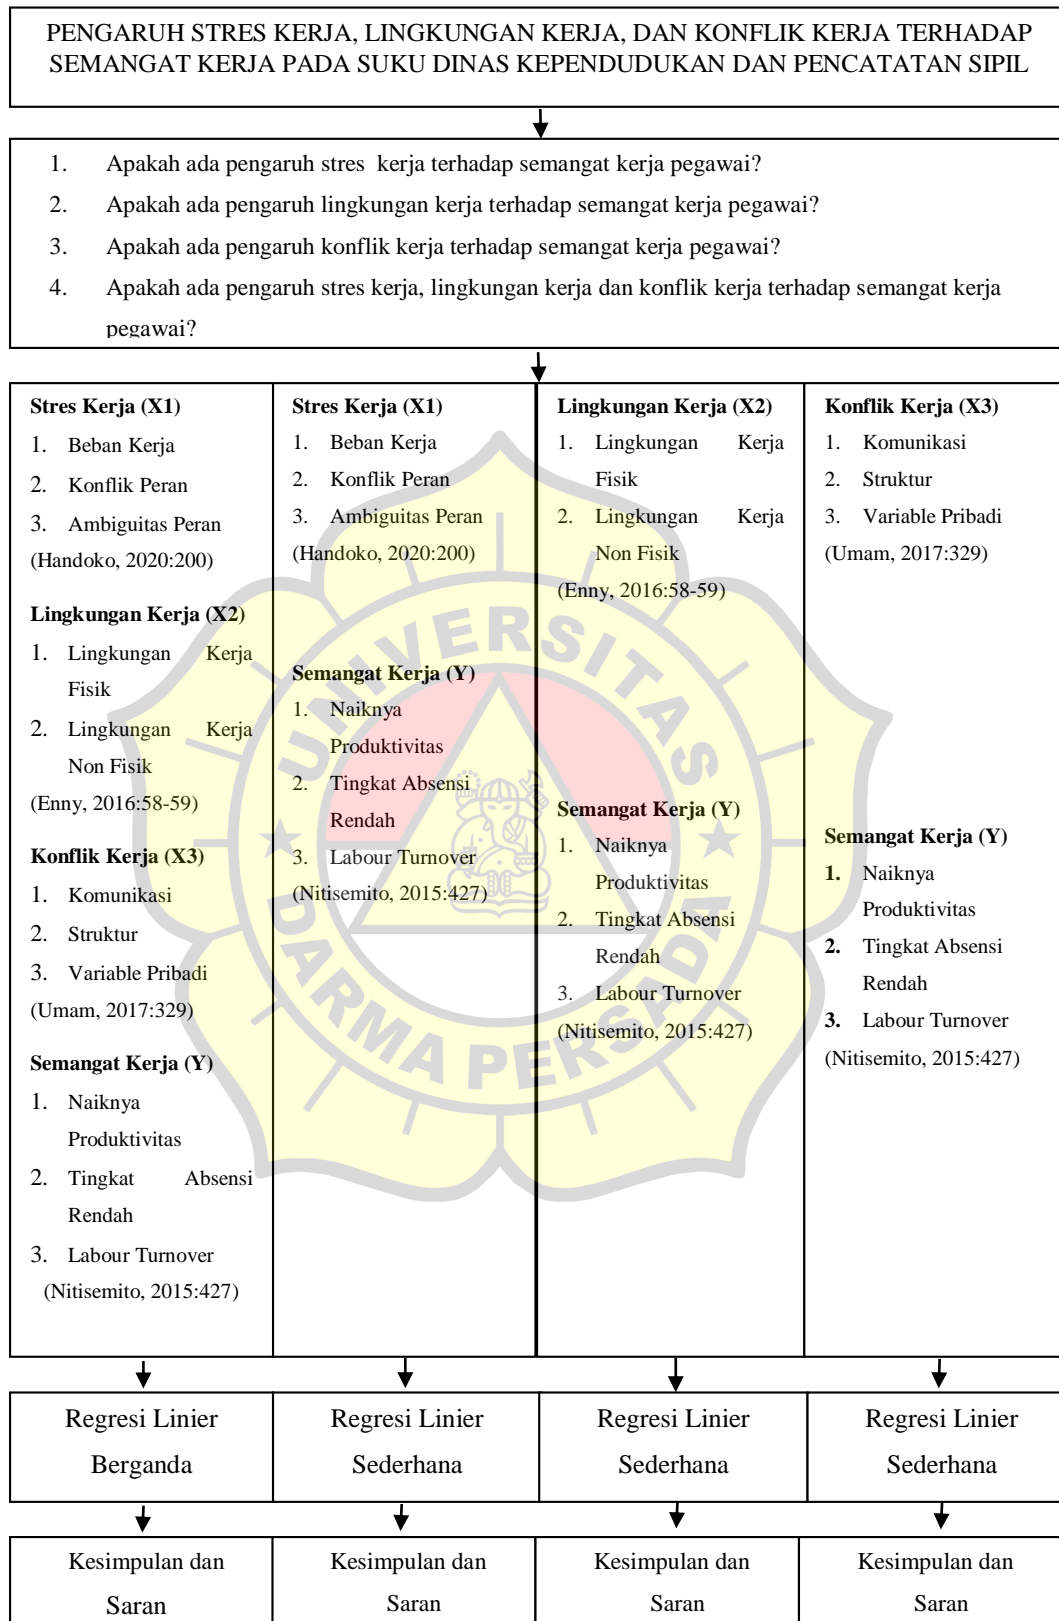 PENGARUH STRES KERJA, LINGKUNGAN KERJA, DAN KONFLIK KERJA TERHADAP
SEMANGAT KERJA PADA SUKU DINAS KEPENDUDUKAN DAN PENCATATAN SIPIL
1. Apakah ada pengaruh stres kerja terhadap semangat kerja pegawai?
2. Apakah ada pengaruh lingkungan kerja terhadap semangat kerja pegawai?
3. Apakah ada pengaruh konflik kerja terhadap semangat kerja pegawai?
4. Apakah ada pengaruh stres kerja, lingkungan kerja dan konflik kerja terhadap semangat kerja
pegawai?
Stres Kerja (X1)
1. Beban Kerja
2. Konflik Peran
3. Ambiguitas Peran
(Handoko, 2020:200)
Lingkungan Kerja (X2)
1. Lingkungan Kerja
Fisik
2. Lingkungan Kerja
Non Fisik
(Enny, 2016:58-59)
Konflik Kerja (X3)
1. Komunikasi
2. Struktur
3. Variable Pribadi
(Umam, 2017:329)
Semangat Kerja (Y)
1. Naiknya
Produktivitas
2. Tingkat Absensi
Rendah
3. Labour Turnover
(Nitisemito, 2015:427)
Stres Kerja (X1)
1. Beban Kerja
2. Konflik Peran
3. Ambiguitas Peran
(Handoko, 2020:200)
Semangat Kerja (Y)
1. Naiknya
Produktivitas
2. Tingkat Absensi
Rendah
3. Labour Turnover
(Nitisemito, 2015:427)
Lingkungan Kerja (X2)
1. Lingkungan Kerja
Fisik
2. Lingkungan Kerja
Non Fisik
(Enny, 2016:58-59)
Semangat Kerja (Y)
1. Naiknya
Produktivitas
2. Tingkat Absensi
Rendah
3. Labour Turnover
(Nitisemito, 2015:427)
Konflik Kerja (X3)
1. Komunikasi
2. Struktur
3. Variable Pribadi
(Umam, 2017:329)
Semangat Kerja (Y)
1. Naiknya
Produktivitas
2. Tingkat Absensi
Rendah
3. Labour Turnover
(Nitisemito, 2015:427)
UNIVERSITAS
DARMA PERSADA
Regresi Linier
Berganda
Regresi Linier
Sederhana
Regresi Linier
Sederhana
Regresi Linier
Sederhana
Kesimpulan dan
Saran
Kesimpulan dan
Saran
Kesimpulan dan
Saran
Kesimpulan dan
Saran